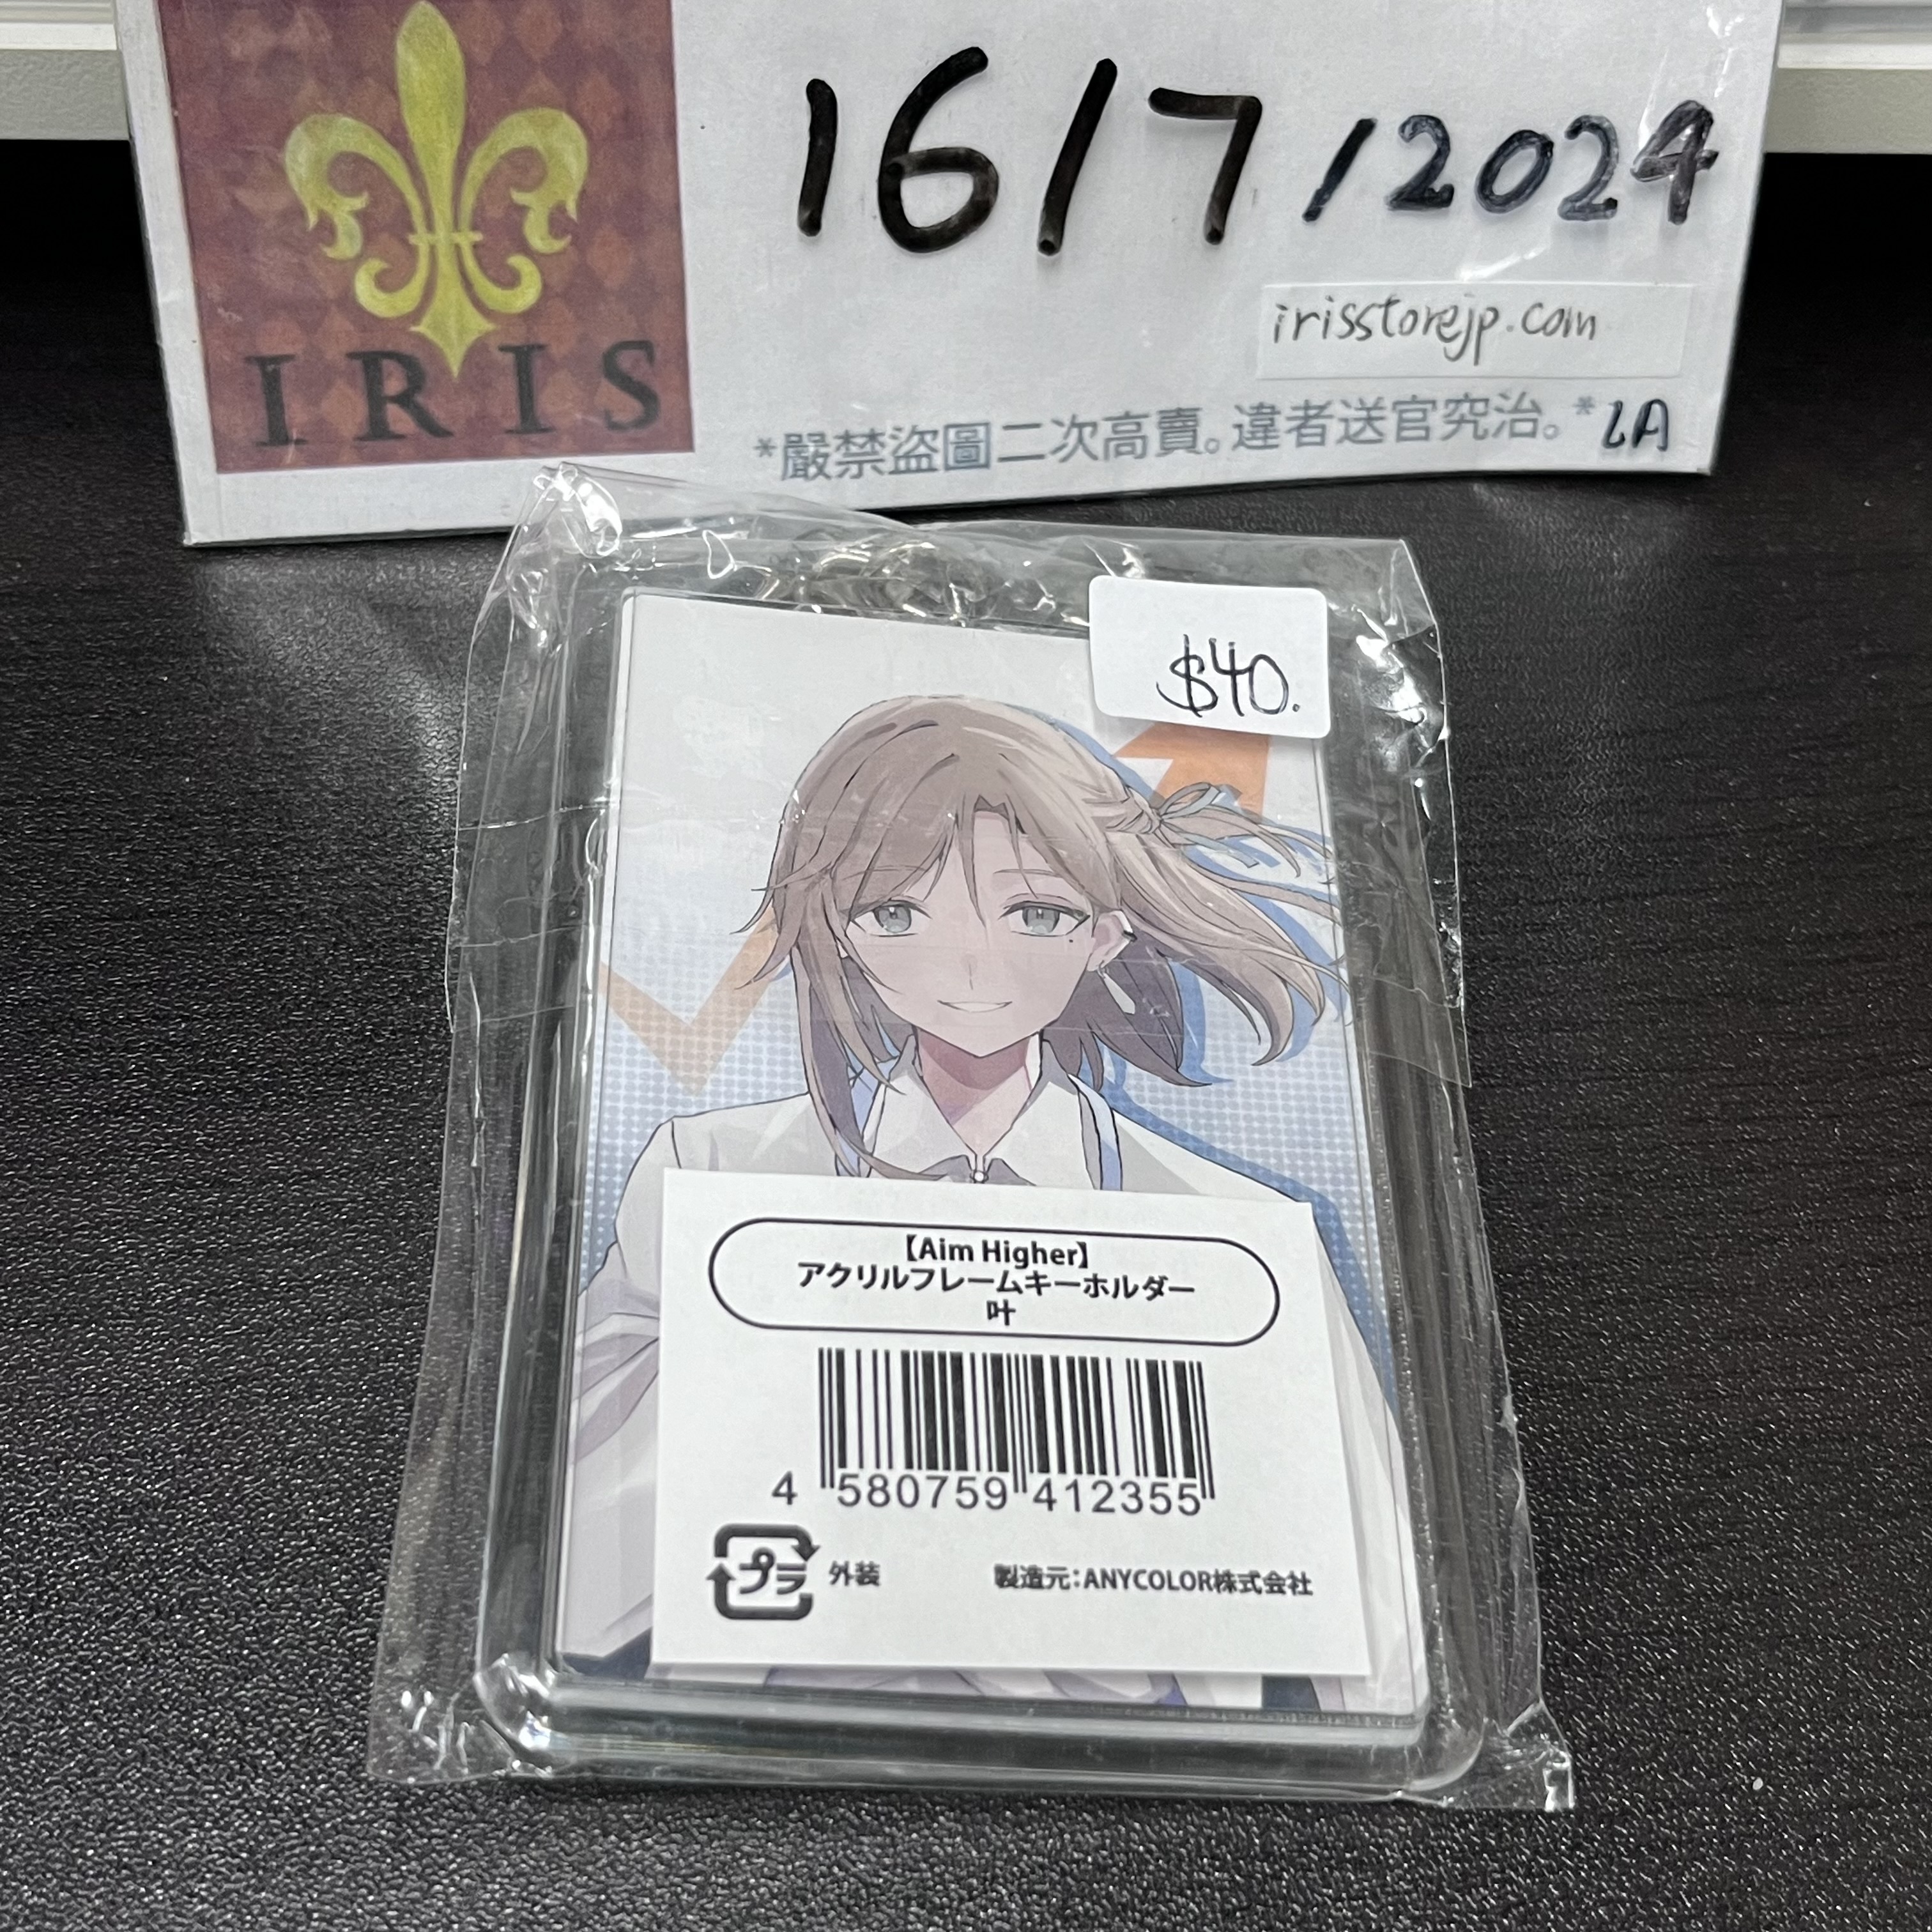 IRIS
16/7/2024
irisstorejp.com
*嚴禁盜圖二次高賣。違者送官究治。* LA
$40.
【Aim Higher】
アクリルフレームキーホルダー
叶
4 580759 412355
プラ 外装 製造元：ANYCOLOR株式会社